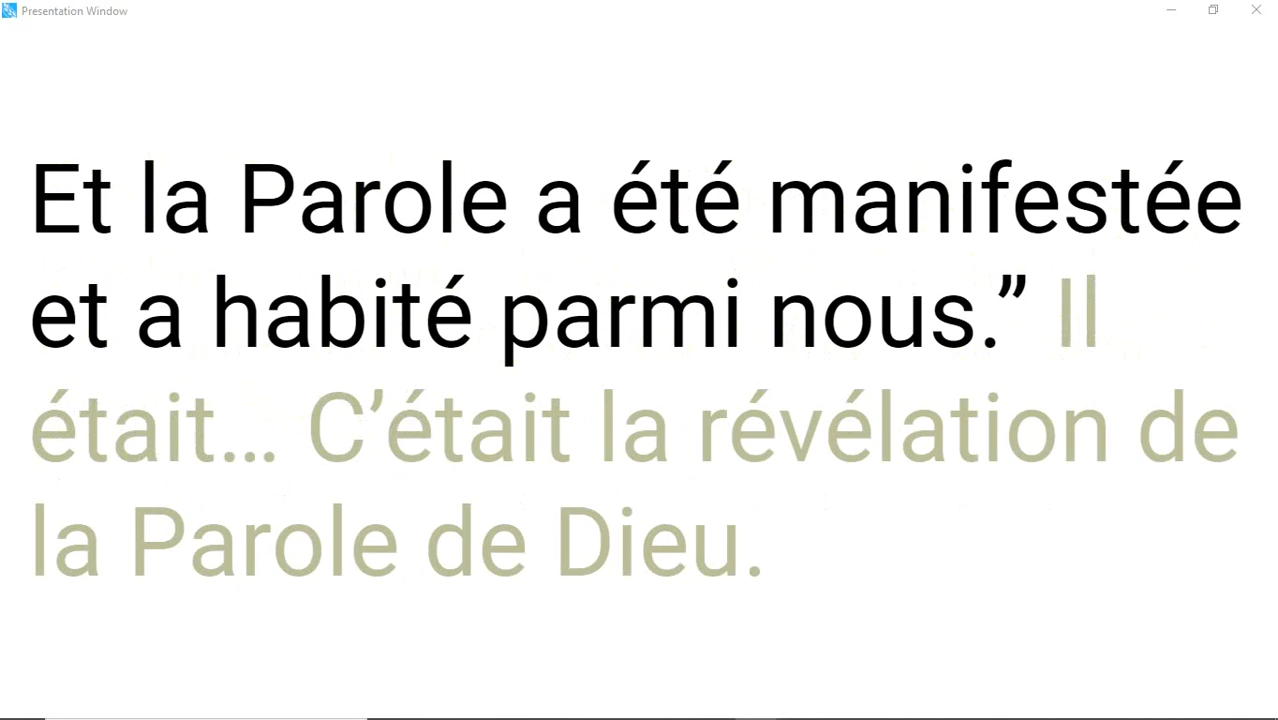 Presentation Window
Et la Parole a été manifestée
et a habité parmi nous.” Il
était… C’était la révélation de
la Parole de Dieu.